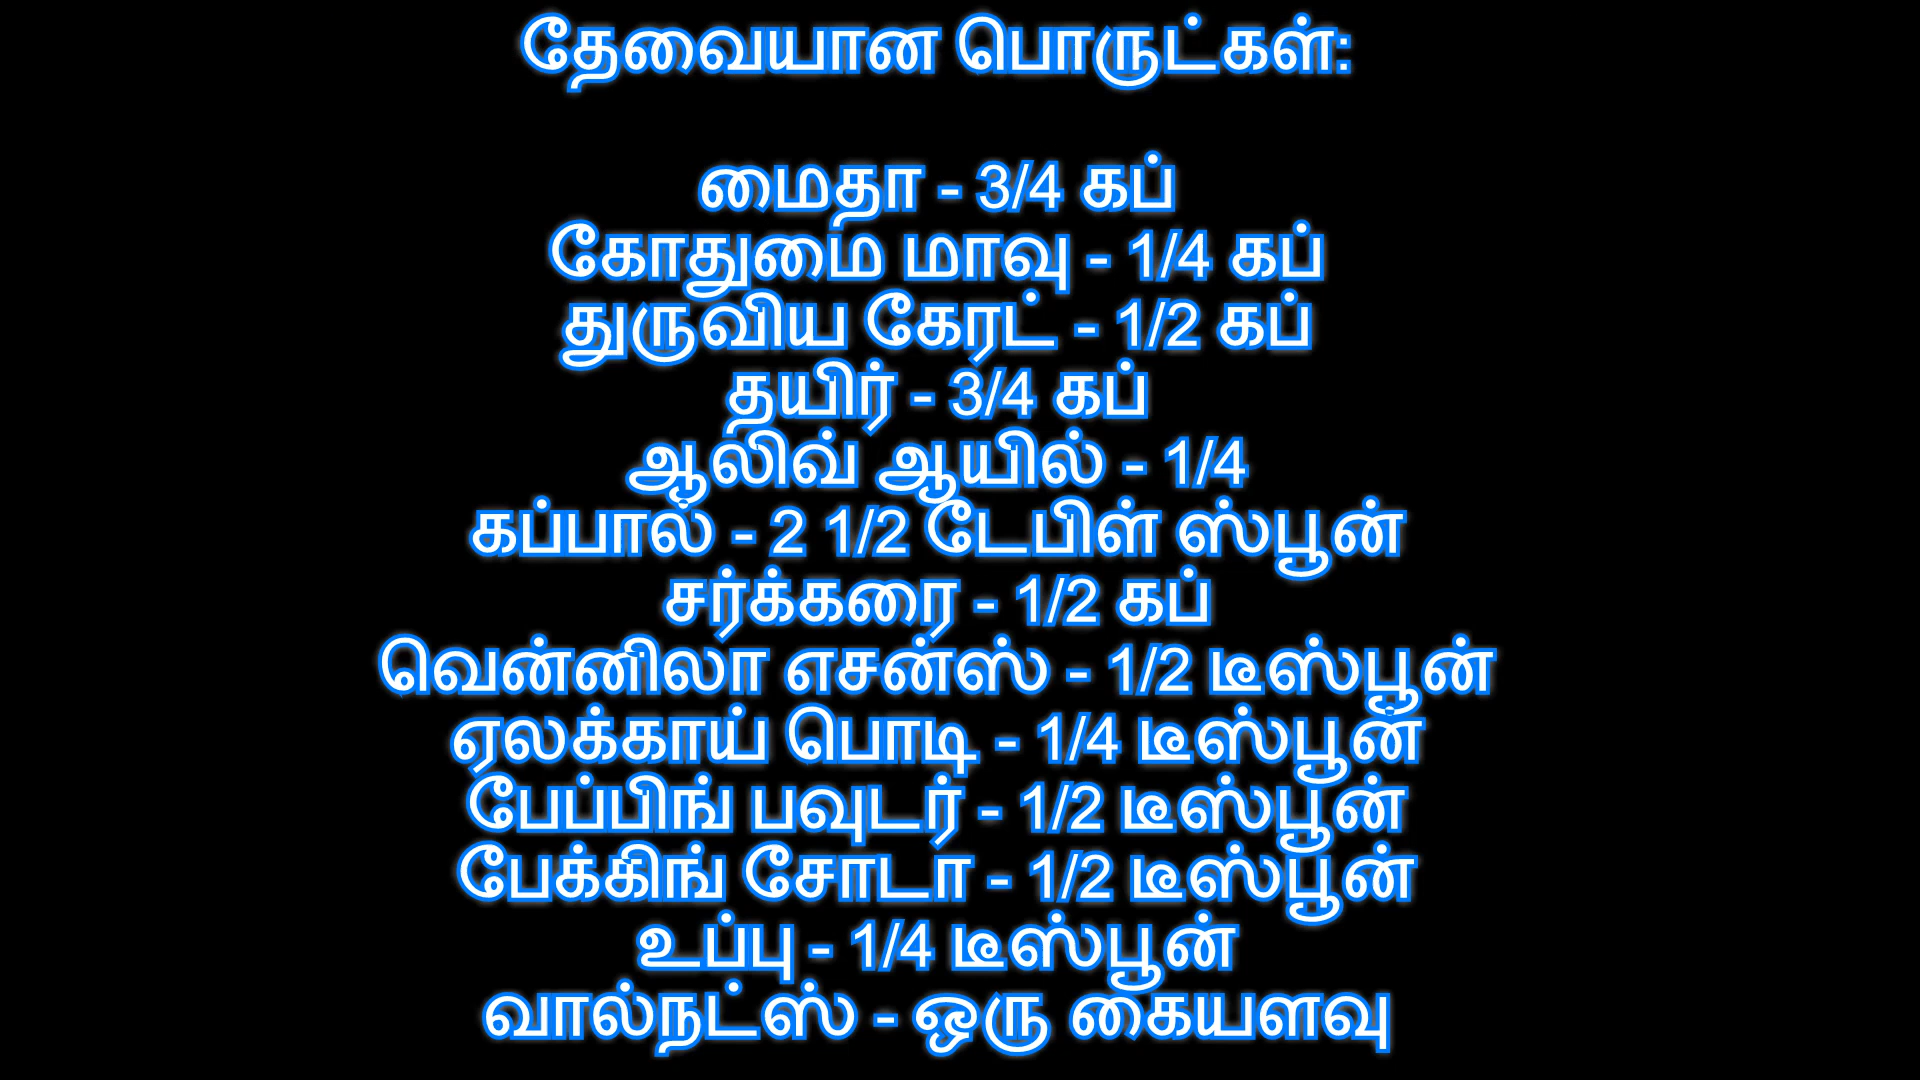 தேவையான பொருட்கள்:
மைதா - 3/4 கப்
கோதுமை மாவு - 1/4 கப்
துருவிய கேரட் - 1/2 கப்
தயிர் - 3/4 கப்
ஆலிவ் ஆயில் - 1/4
கப்பால் - 2 1/2 டேபிள் ஸ்பூன்
சர்க்கரை - 1/2 கப்
வென்னிலா எசன்ஸ் - 1/2 டீஸ்பூன்
ஏலக்காய் பொடி - 1/4 டீஸ்பூன்
பேப்பிங் பவுடர் - 1/2 டீஸ்பூன்
பேக்கிங் சோடா - 1/2 டீஸ்பூன்
உப்பு - 1/4 டீஸ்பூன்
வால்நட்ஸ் - ஒரு கையளவு